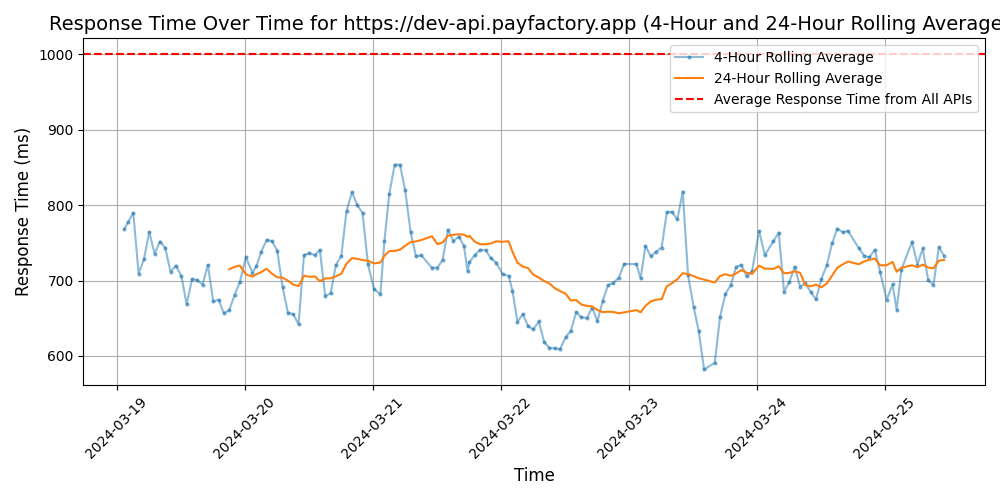 Response Time Over Time for https://dev-api.payfactory.app (4-Hour and 24-Hour Rolling Average
4-Hour Rolling Average
24-Hour Rolling Average
Average Response Time from All APIs
Response Time (ms)
1000
900
800
700
600
2024-03-19
2024-03-20
2024-03-21
2024-03-22
2024-03-23
2024-03-24
2024-03-25
Time